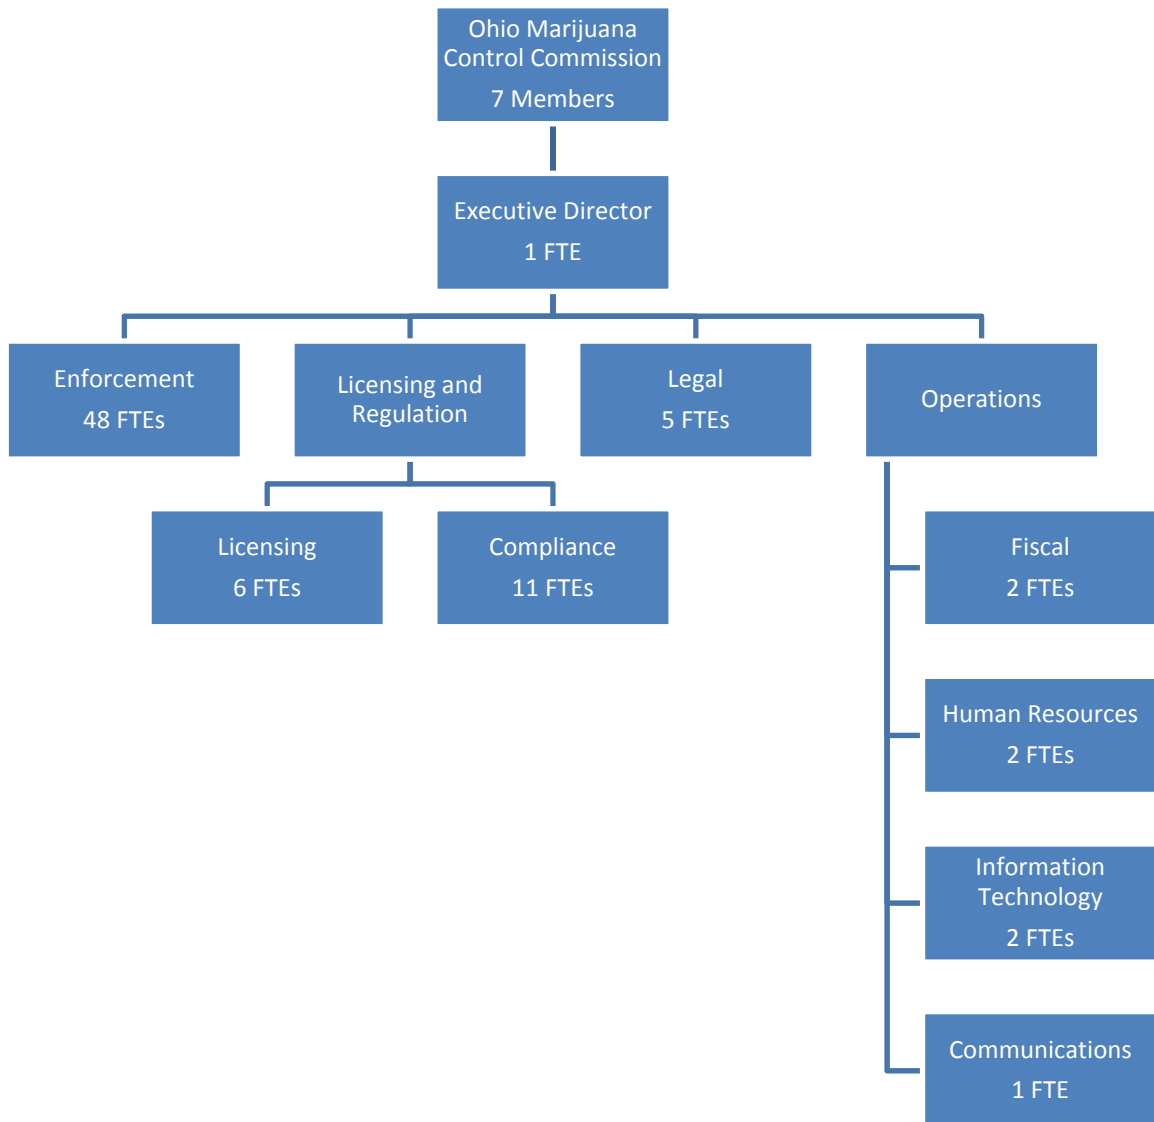 Ohio Marijuana
Control Commission
7 Members
Executive Director
1 FTE
Enforcement
48 FTEs
Licensing and
Regulation
Legal
5 FTEs
Operations
Licensing
6 FTEs
Compliance
11 FTEs
Fiscal
2 FTEs
Human Resources
2 FTEs
Information
Technology
2 FTEs
Communications
1 FTE